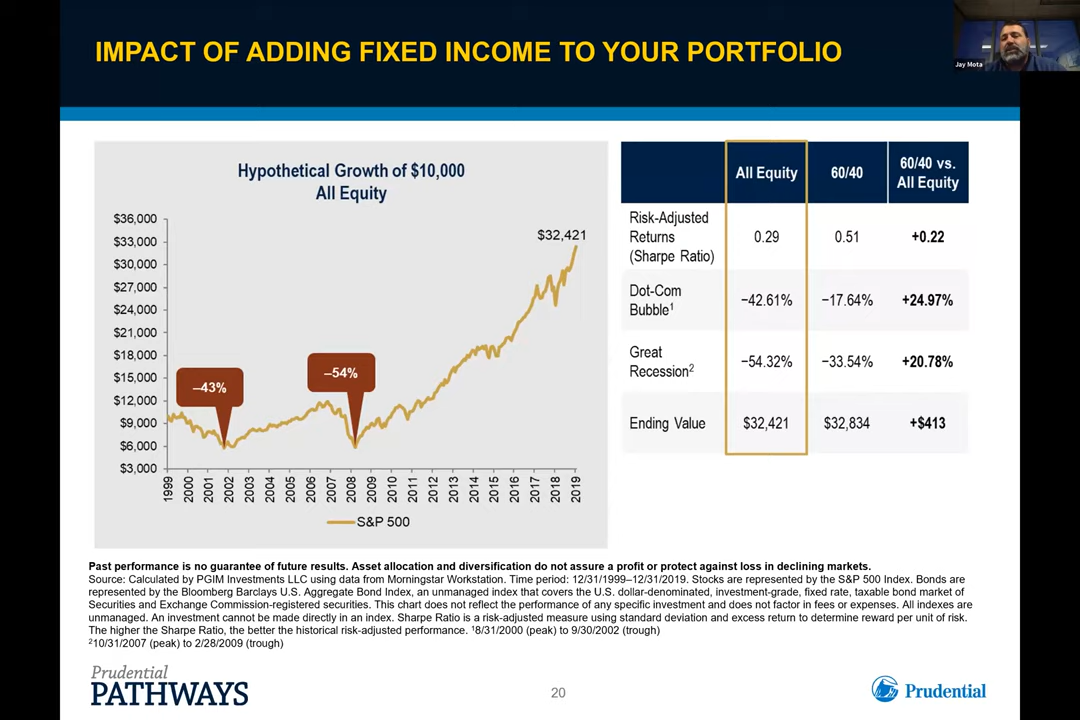 IMPACT OF ADDING FIXED INCOME TO YOUR PORTFOLIO
Jay Mota
Hypothetical Growth of $10,000
All Equity
$36,000
$33,000
$30,000
$27,000
$24,000
$21,000
$18,000
$15,000
$12,000
$9,000
$6,000
$3,000
$32,421
–43%
–54%
1999 2000 2001 2002 2003 2004 2005 2006 2007 2008 2009 2010 2011 2012 2013 2014 2015 2016 2017 2018 2019
S&P 500
All Equity 60/40 60/40 vs. All Equity
Risk-Adjusted
Returns
(Sharpe Ratio) 0.29 0.51 +0.22
Dot-Com
Bubble¹ −42.61% −17.64% +24.97%
Great
Recession² −54.32% −33.54% +20.78%
Ending Value $32,421 $32,834 +$413
Past performance is no guarantee of future results. Asset allocation and diversification do not assure a profit or protect against loss in declining markets.
Source: Calculated by PGIM Investments LLC using data from Morningstar Workstation. Time period: 12/31/1999–12/31/2019. Stocks are represented by the S&P 500 Index. Bonds are
represented by the Bloomberg Barclays U.S. Aggregate Bond Index, an unmanaged index that covers the U.S. dollar-denominated, investment-grade, fixed rate, taxable bond market of
Securities and Exchange Commission-registered securities. This chart does not reflect the performance of any specific investment and does not factor in fees or expenses. All indexes are
unmanaged. An investment cannot be made directly in an index. Sharpe Ratio is a risk-adjusted measure using standard deviation and excess return to determine reward per unit of risk.
The higher the Sharpe Ratio, the better the historical risk-adjusted performance. ¹8/31/2000 (peak) to 9/30/2002 (trough)
²10/31/2007 (peak) to 2/28/2009 (trough)
Prudential
PATHWAYS
20
Prudential